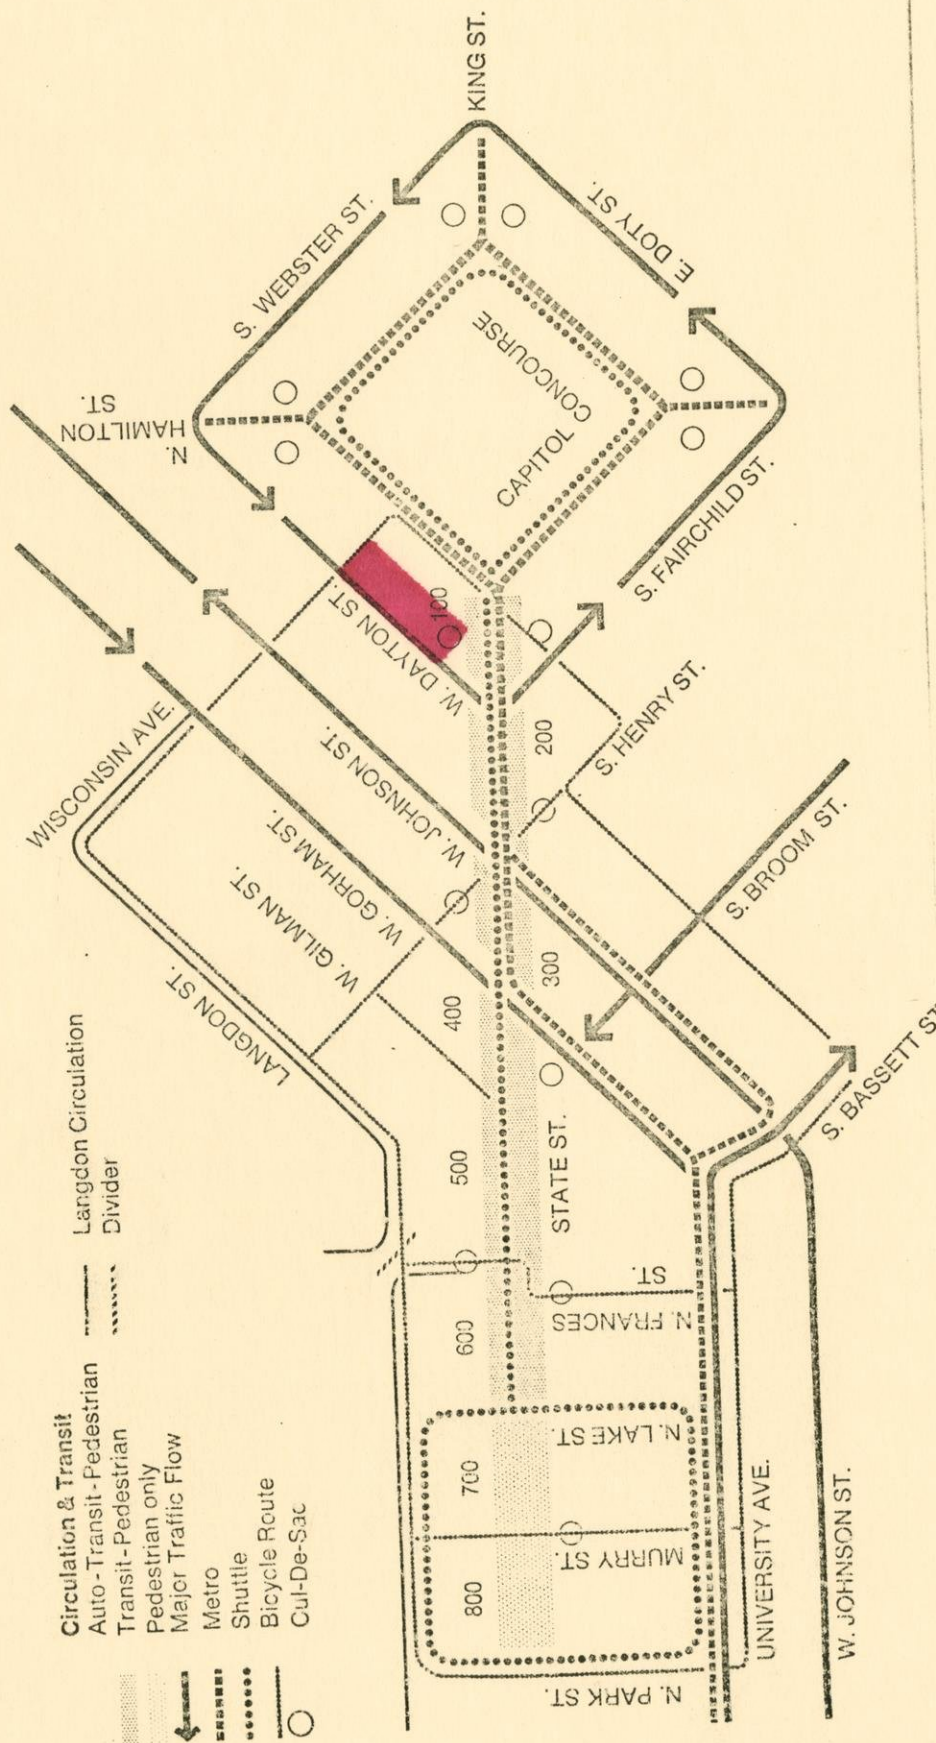 Circulation & Transit
Auto-Transit-Pedestrian
Transit-Pedestrian
Pedestrian only
Major Traffic Flow
Metro
Shuttle
Bicycle Route
Cul-De-Sac
Langdon Circulation
Divider
KING ST.
S. WEBSTER ST.
E. DOTY ST.
N.
HAMILTON
ST.
CAPITOL CONCOURSE
S. FAIRCHILD ST.
W. DAYTON ST.
100
200
S. HENRY ST.
WISCONSIN AVE.
W. JOHNSON ST.
W. GORHAM ST.
W. GILMAN ST.
LANGDON ST.
S. BROOM ST.
300
400
S. BASSETT ST
STATE ST.
500
N. FRANCES
ST.
600
N. LAKE ST.
700
MURRY ST.
800
N. PARK ST.
UNIVERSITY AVE.
W. JOHNSON ST.